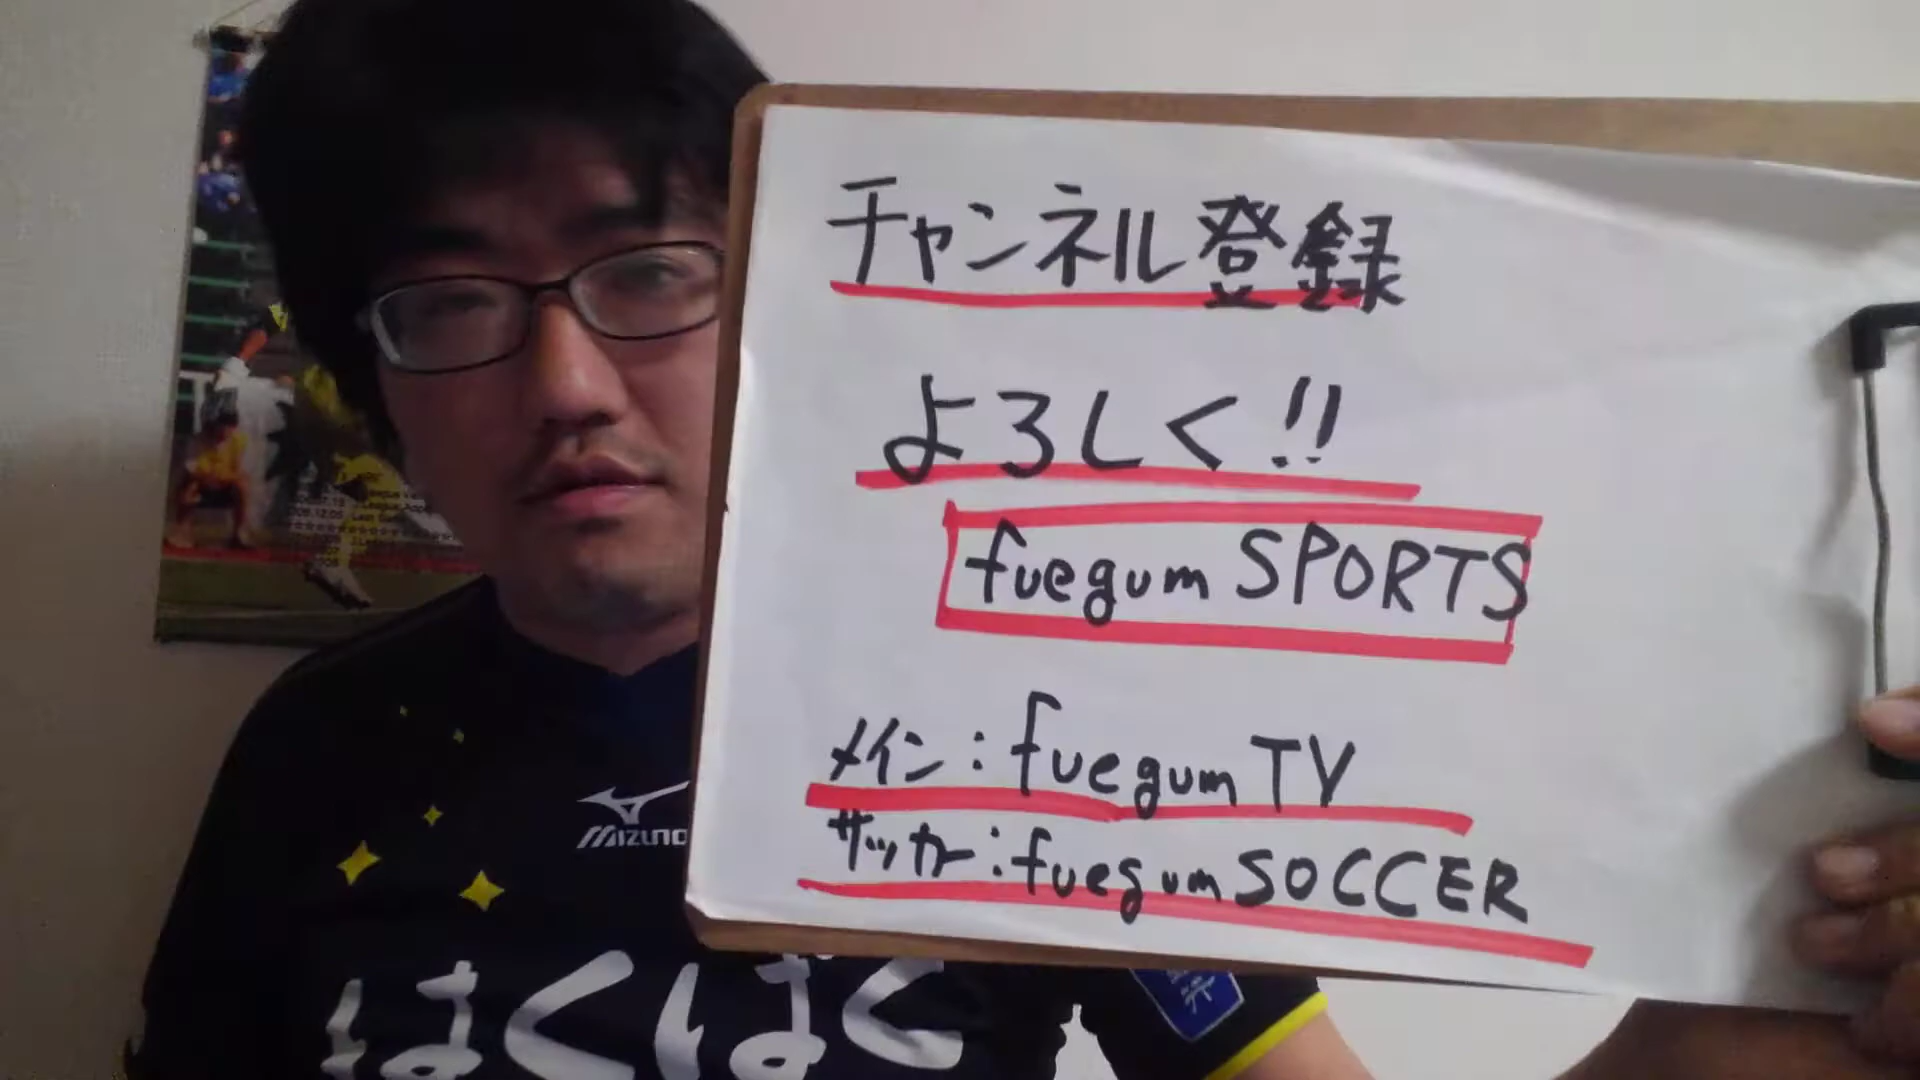 チャンネル登録
よろしく!!
fuegum SPORTS
メイン:fuegum TV
サッカー:fuegum SOCCER
MIZUNO
はくばく